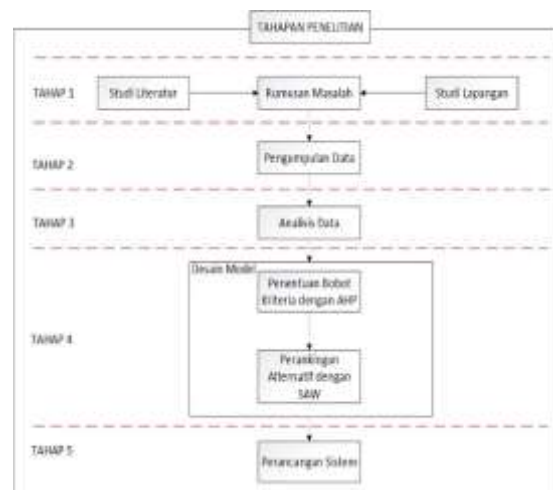 TAHAPAN PENELITIAN
TAHAP 1
Studi Literatur
Rumusan Masalah
Studi Lapangan
TAHAP 2
Pengumpulan Data
TAHAP 3
Analisis Data
TAHAP 4
Desain Model
Penentuan Bobot
Kriteria dengan AHP
Perankingan
Alternatif dengan
SAW
TAHAP 5
Perancangan Sistem